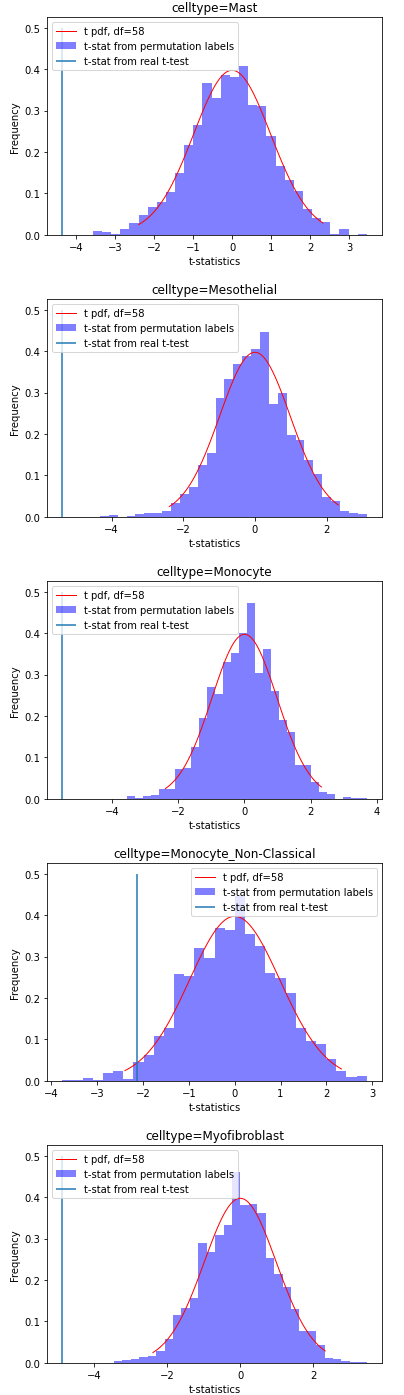 celltype=Mast
t pdf, df=58
t-stat from permutation labels
t-stat from real t-test
Frequency
0.5
0.4
0.3
0.2
0.1
0.0
−4 −3 −2 −1 0 1 2 3
t-statistics
celltype=Mesothelial
t pdf, df=58
t-stat from permutation labels
t-stat from real t-test
Frequency
0.5
0.4
0.3
0.2
0.1
0.0
−4 −2 0 2
t-statistics
celltype=Monocyte
t pdf, df=58
t-stat from permutation labels
t-stat from real t-test
Frequency
0.5
0.4
0.3
0.2
0.1
0.0
−4 −2 0 2 4
t-statistics
celltype=Monocyte_Non-Classical
t pdf, df=58
t-stat from permutation labels
t-stat from real t-test
Frequency
0.5
0.4
0.3
0.2
0.1
0.0
−4 −3 −2 −1 0 1 2 3
t-statistics
celltype=Myofibroblast
t pdf, df=58
t-stat from permutation labels
t-stat from real t-test
Frequency
0.5
0.4
0.3
0.2
0.1
0.0
−4 −2 0 2
t-statistics